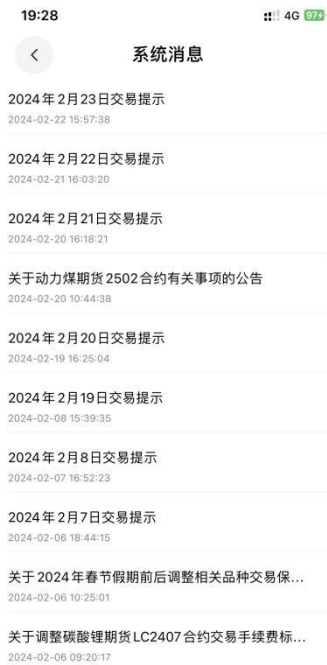 19:28
4G 97
系统消息
2024年2月23日交易提示
2024-02-22 15:57:38
2024年2月22日交易提示
2024-02-21 16:03:20
2024年2月21日交易提示
2024-02-20 16:18:21
关于动力煤期货2502合约有关事项的公告
2024-02-20 10:44:38
2024年2月20日交易提示
2024-02-19 16:25:04
2024年2月19日交易提示
2024-02-08 15:39:35
2024年2月8日交易提示
2024-02-07 16:52:23
2024年2月7日交易提示
2024-02-06 18:44:15
关于2024年春节假期前后调整相关品种交易保...
2024-02-06 10:25:01
关于调整碳酸锂期货LC2407合约交易手续费标...
2024-02-06 09:20:17